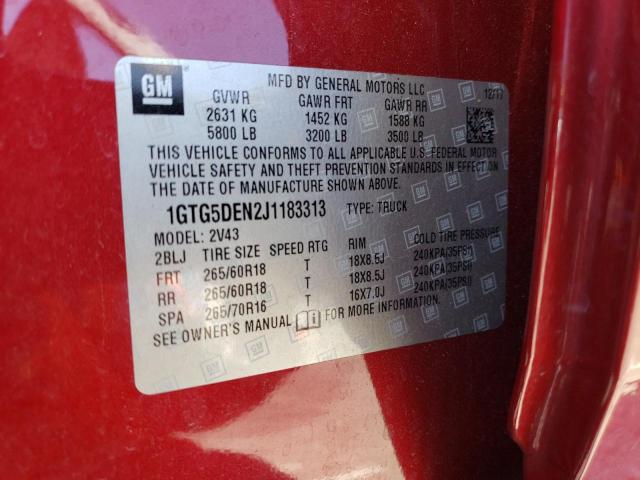 GM
MFD BY GENERAL MOTORS LLC
GVWR GAWR FRT GAWR RR
2631 KG 1452 KG 1588 KG
5800 LB 3200 LB 3500 LB
THIS VEHICLE CONFORMS TO ALL APPLICABLE U.S. FEDERAL MOTOR
VEHICLE SAFETY AND THEFT PREVENTION STANDARDS IN EFFECT ON
THE DATE OF MANUFACTURE SHOWN ABOVE.
1GTG5DEN2J1183313 TYPE: TRUCK
MODEL: 2V43
2BLJ TIRE SIZE SPEED RTG RIM COLD TIRE PRESSURE
FRT 265/60R18 T 18X8.5J 240KPA(35PSI)
RR 265/60R18 T 18X8.5J 240KPA(35PSI)
SPA 265/70R16 T 16X7.0J 240KPA(35PSI)
SEE OWNER'S MANUAL FOR MORE INFORMATION.